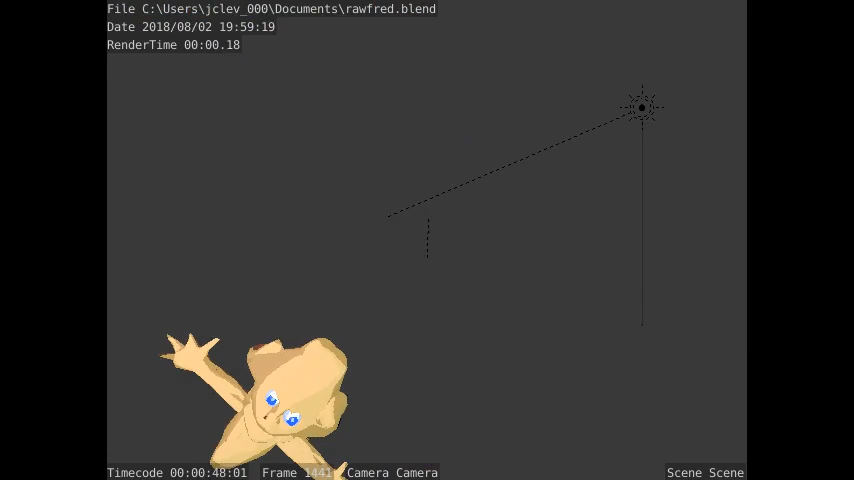 File C:\Users\jclev_000\Documents\rawfred.blend
Date 2018/08/02 19:59:19
RenderTime 00:00.18
Timecode 00:00:48:01 Frame 1441 Camera Camera Scene Scene